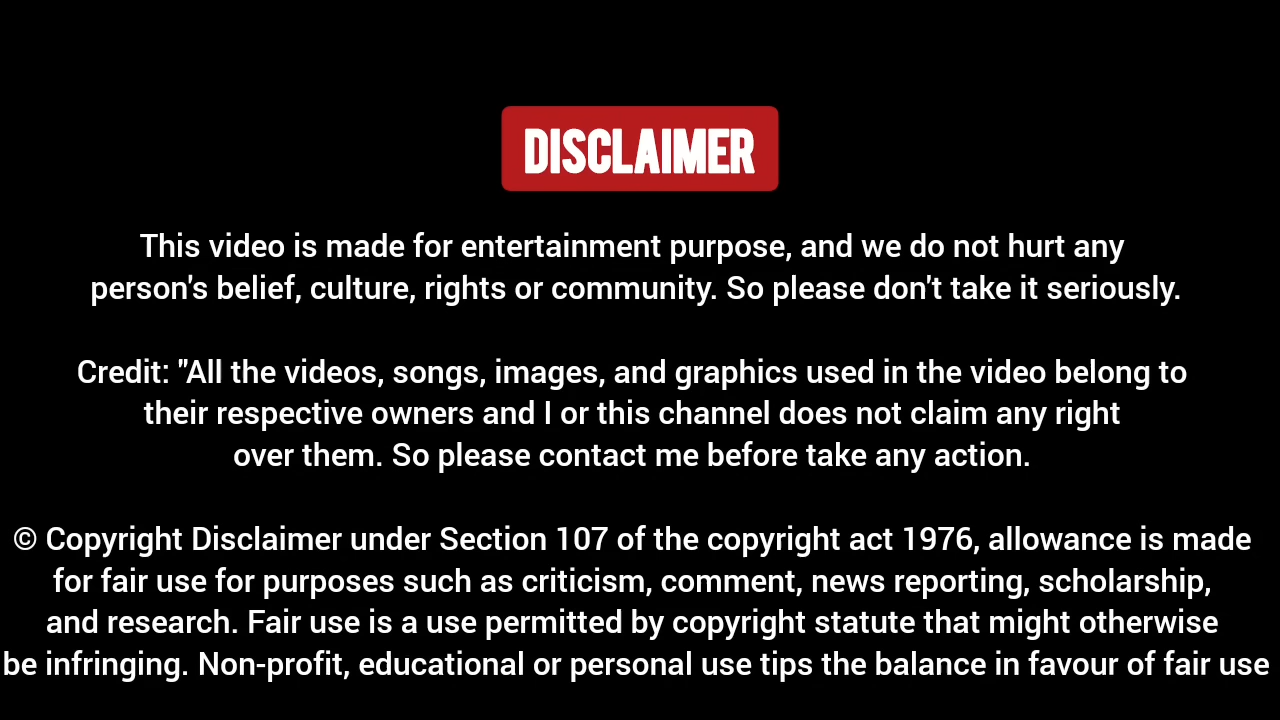 DISCLAIMER
This video is made for entertainment purpose, and we do not hurt any
person's belief, culture, rights or community. So please don't take it seriously.
Credit: "All the videos, songs, images, and graphics used in the video belong to
their respective owners and I or this channel does not claim any right
over them. So please contact me before take any action.
© Copyright Disclaimer under Section 107 of the copyright act 1976, allowance is made
for fair use for purposes such as criticism, comment, news reporting, scholarship,
and research. Fair use is a use permitted by copyright statute that might otherwise
be infringing. Non-profit, educational or personal use tips the balance in favour of fair use